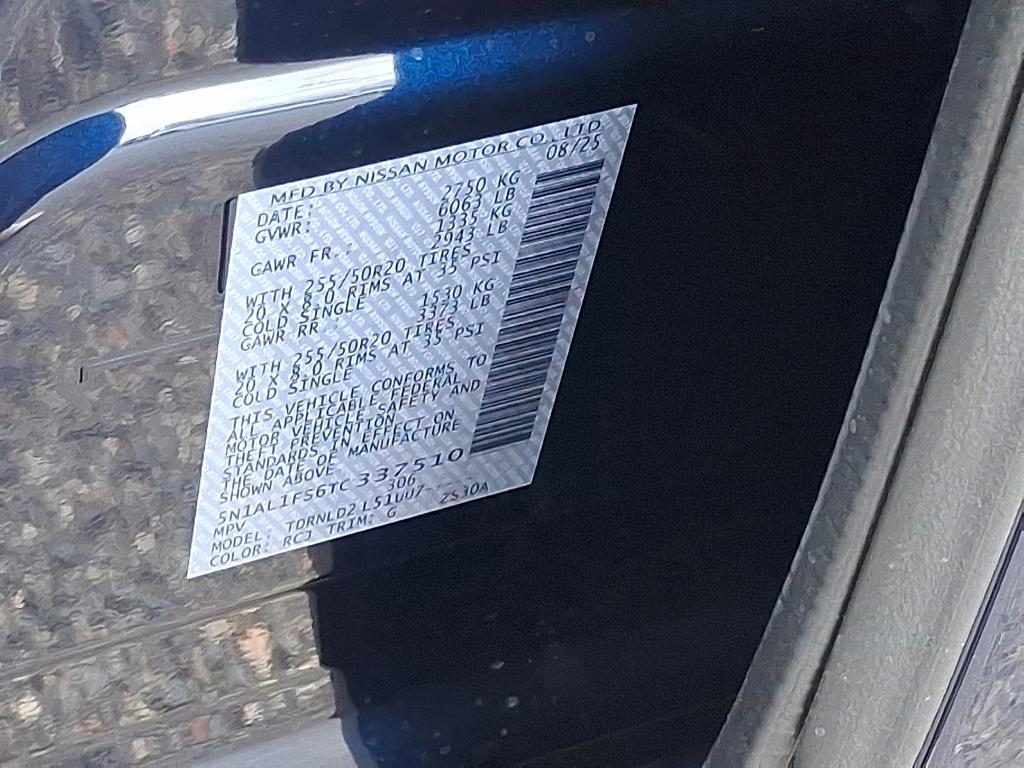 MFD BY NISSAN MOTOR CO., LTD
DATE: 08/25
GVWR: 2750 KG
6063 LB
GAWR FR.: 1335 KG
2943 LB
WITH 255/50R20 TIRES,
20 X 8.0 RIMS AT 35 PSI
COLD SINGLE
GAWR RR.: 1530 KG
3373 LB
WITH 255/50R20 TIRES,
20 X 8.0 RIMS AT 35 PSI
COLD SINGLE
THIS VEHICLE CONFORMS TO
ALL APPLICABLE FEDERAL
MOTOR VEHICLE SAFETY AND
THEFT PREVENTION
STANDARDS IN EFFECT ON
THE DATE OF MANUFACTURE
SHOWN ABOVE.
5N1AL1FS6TC337510
MPV 306
MODEL: TDRNLD2 L51UU7---
COLOR: RCJ TRIM: G 2S30A